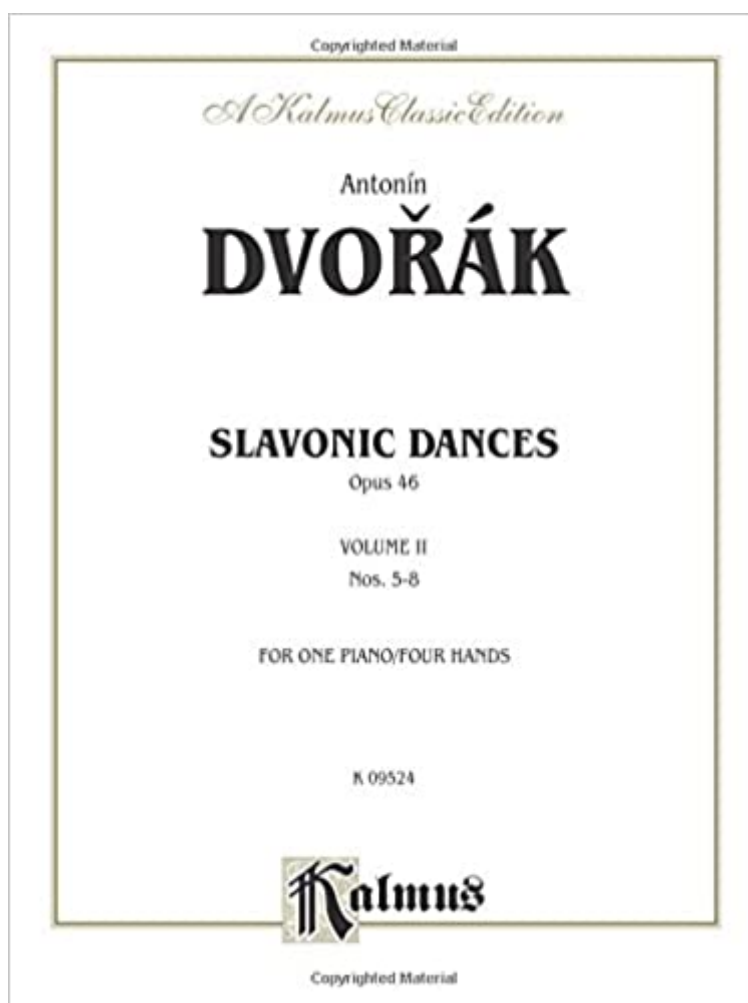 Copyrighted Material
A Kalmus Classic Edition
Antonín
DVOŘÁK
SLAVONIC DANCES
Opus 46
VOLUME II
Nos. 5-8
FOR ONE PIANO/FOUR HANDS
K 09524
Kalmus
Copyrighted Material